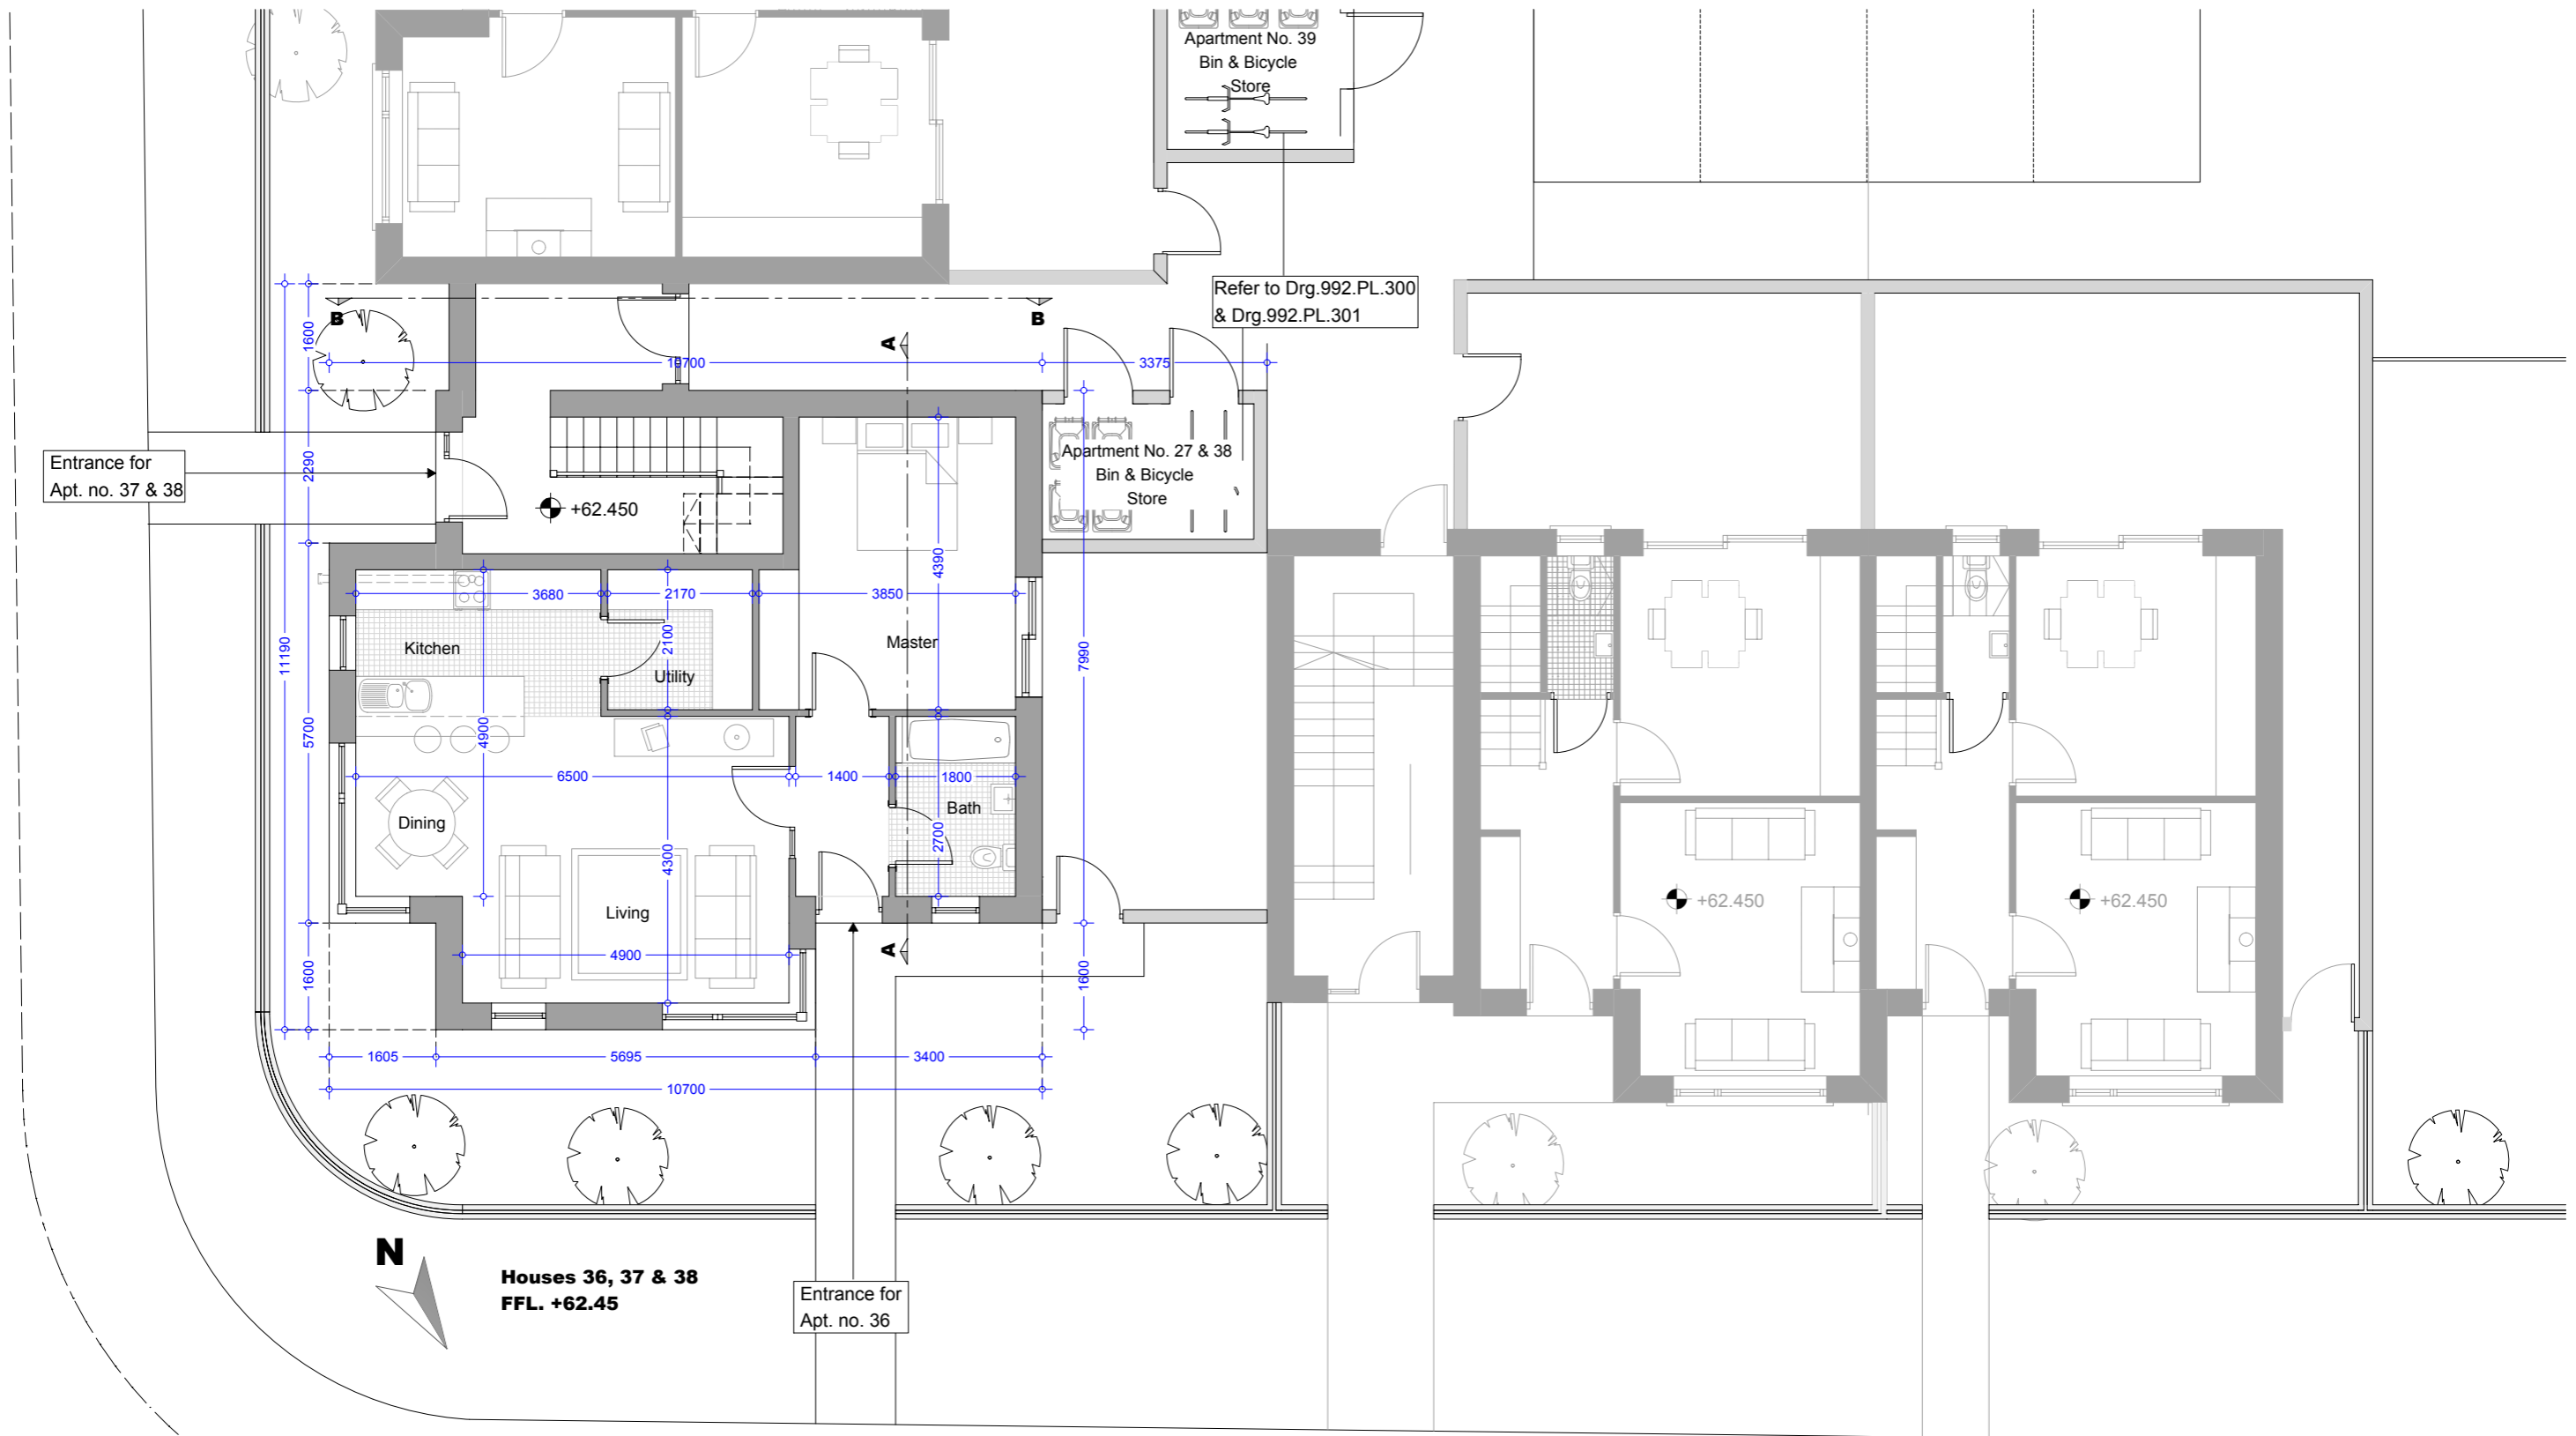 Apartment No. 39
Bin & Bicycle
Store
Refer to Drg.992.PL.300
& Drg.992.PL.301
B
B
1600
A
10700
3375
Entrance for
Apt. no. 37 & 38
2290
+62.450
Apartment No. 27 & 38
Bin & Bicycle
Store
4390
3680
2170
3850
Kitchen
2100
Master
Utility
11190
7990
5700
4900
6500
1400
1800
Dining
Bath
2700
4300
Living
+62.450
+62.450
A
4900
1600
1600
1605
5695
3400
10700
N
Houses 36, 37 & 38
FFL. +62.45
Entrance for
Apt. no. 36